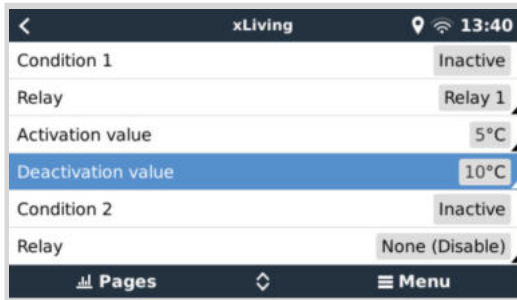 xLiving 13:40
Condition 1 Inactive
Relay Relay 1
Activation value 5°C
Deactivation value 10°C
Condition 2 Inactive
Relay None (Disable)
Pages Menu